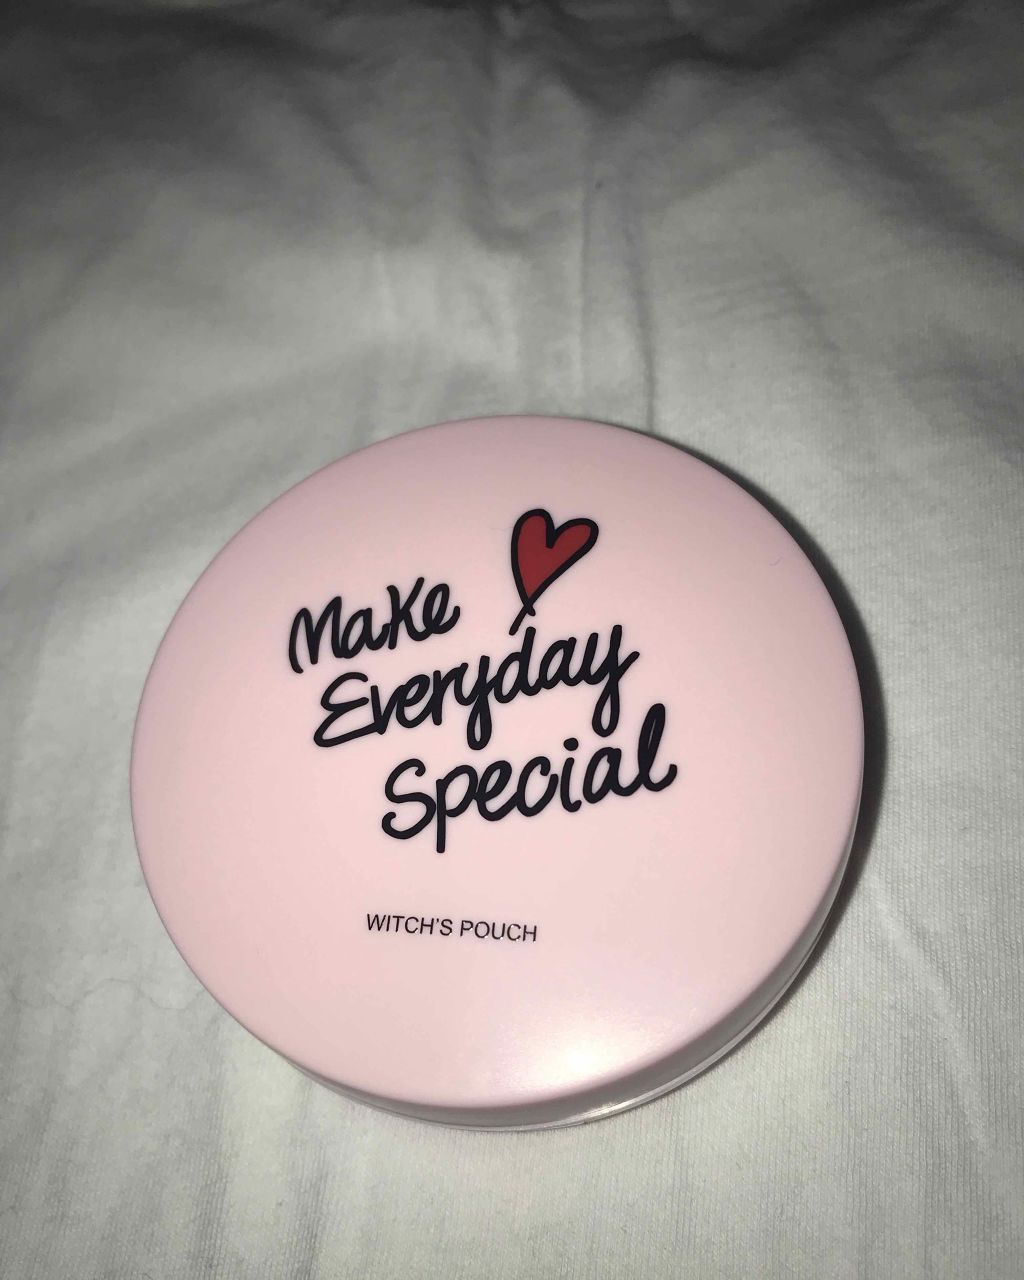 Make
Everyday
Special
WITCH'S POUCH